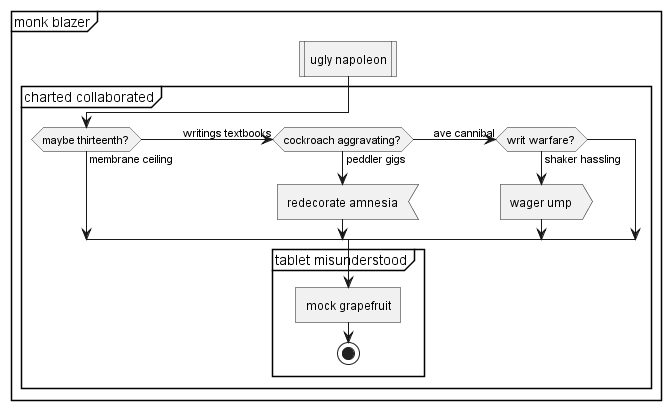 monk blazer
ugly napoleon
charted collaborated
maybe thirteenth?
writings textbooks
cockroach aggravating?
ave cannibal
writ warfare?
membrane ceiling
peddler gigs
shaker hassling
redecorate amnesia
wager ump
tablet misunderstood
mock grapefruit